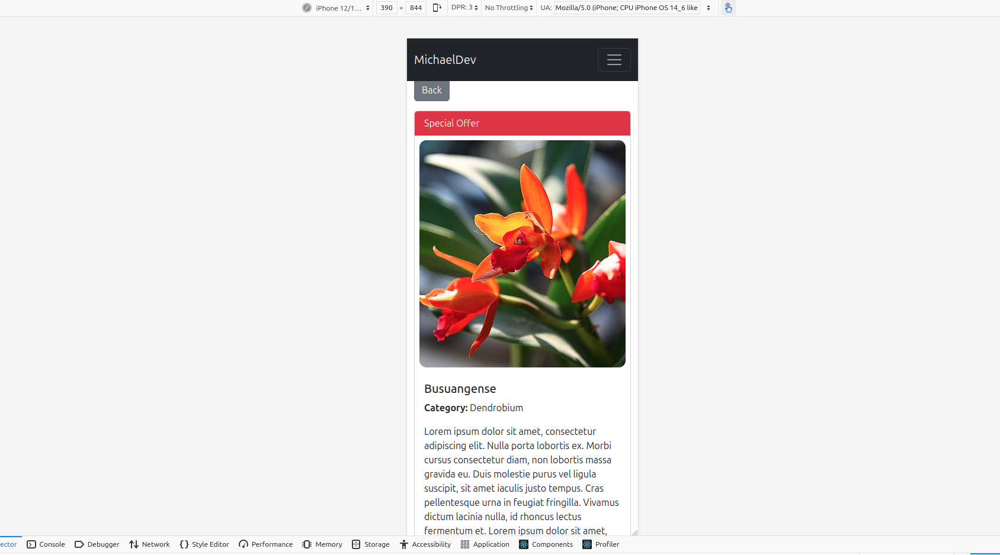 iPhone 12/1... 390 × 844 DPR: 3 No Throttling UA: Mozilla/5.0 (iPhone; CPU iPhone OS 14_6 like
MichaelDev
Back
Special Offer
Busuangense
Category: Dendrobium
Lorem ipsum dolor sit amet, consectetur
adipiscing elit. Nulla porta lobortis ex. Morbi
cursus consectetur diam, non lobortis massa
gravida eu. Duis molestie purus vel ligula
suscipit, sit amet iaculis justo tempus. Cras
pellentesque urna in feugiat fringilla. Vivamus
dictum lacinia nulla, id rhoncus lectus
fermentum et. Lorem ipsum dolor sit amet,
ector Console Debugger Network Style Editor Performance Memory Storage Accessibility Application Components Profiler